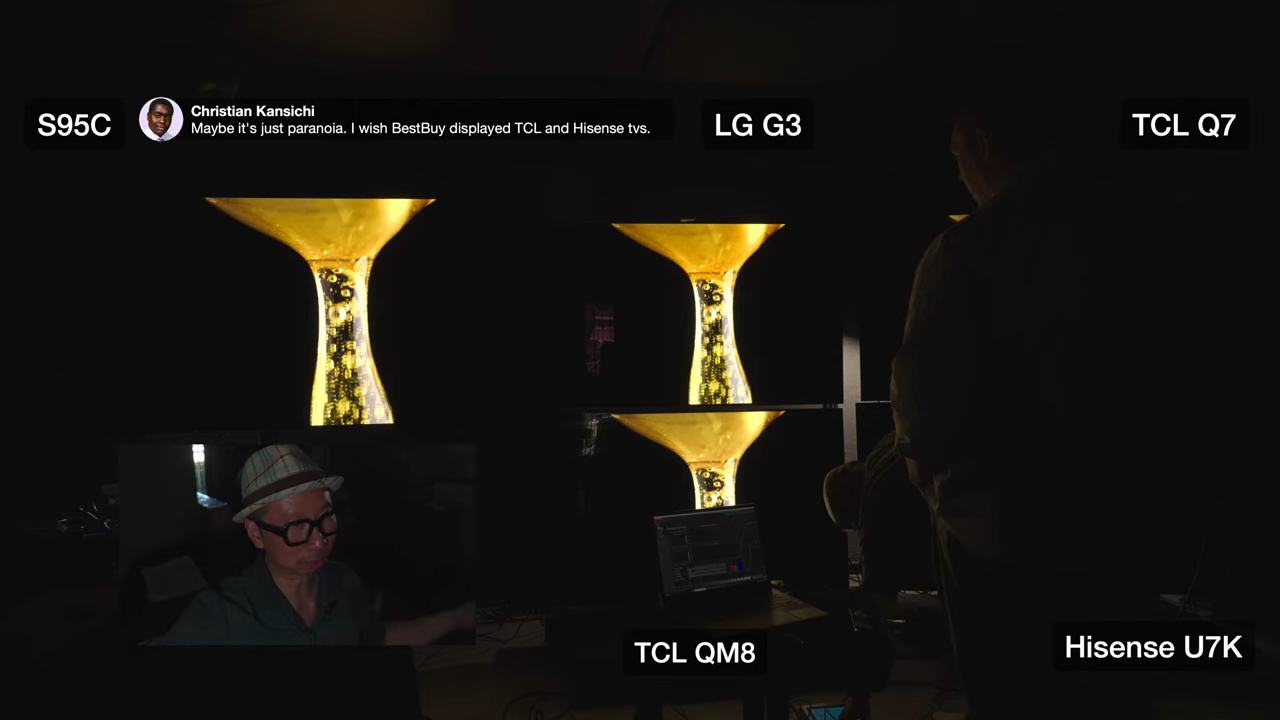 S95C
Christian Kansichi
Maybe it's just paranoia. I wish BestBuy displayed TCL and Hisense tvs.
LG G3
TCL Q7
TCL QM8
Hisense U7K